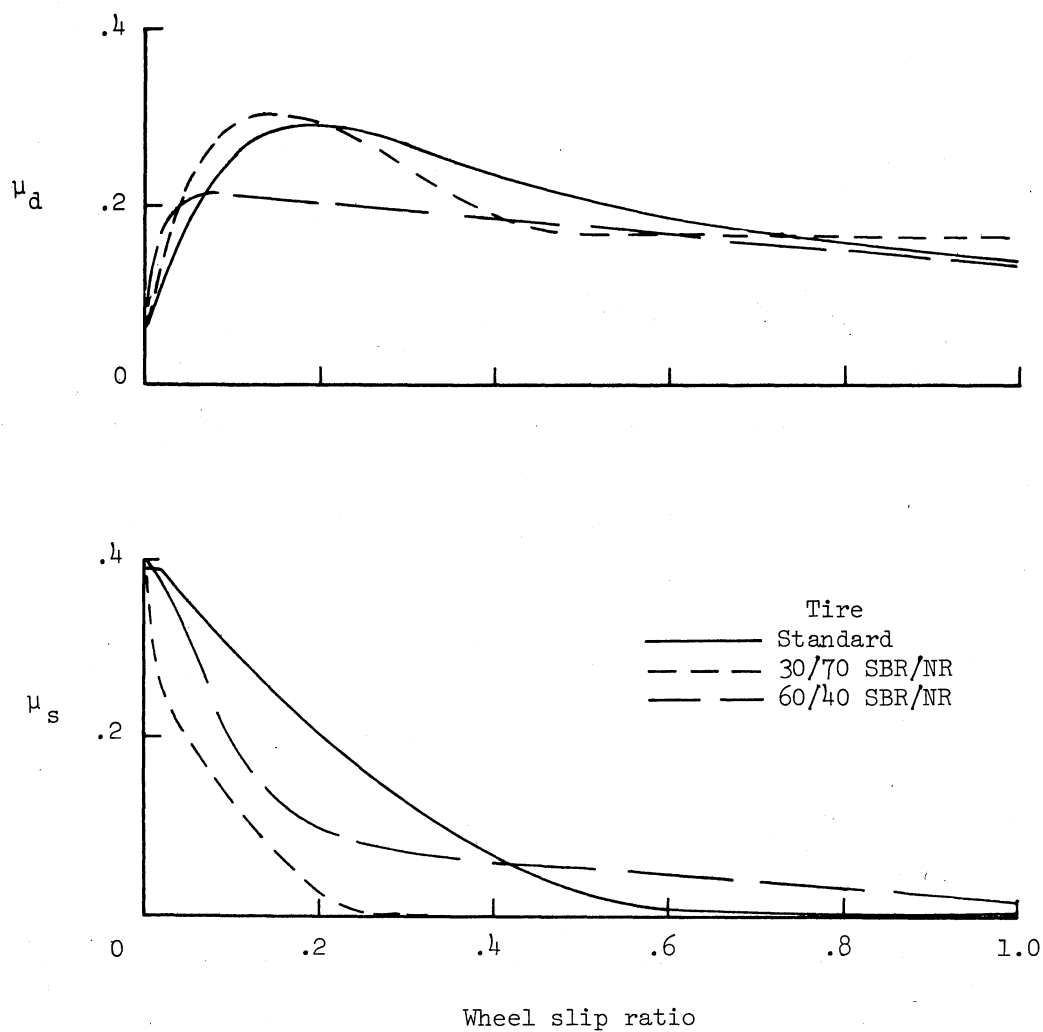 .4
μd
.2
0
.4
Tire
Standard
30/70 SBR/NR
60/40 SBR/NR
μs
.2
0 .2 .4 .6 .8 1.0
Wheel slip ratio